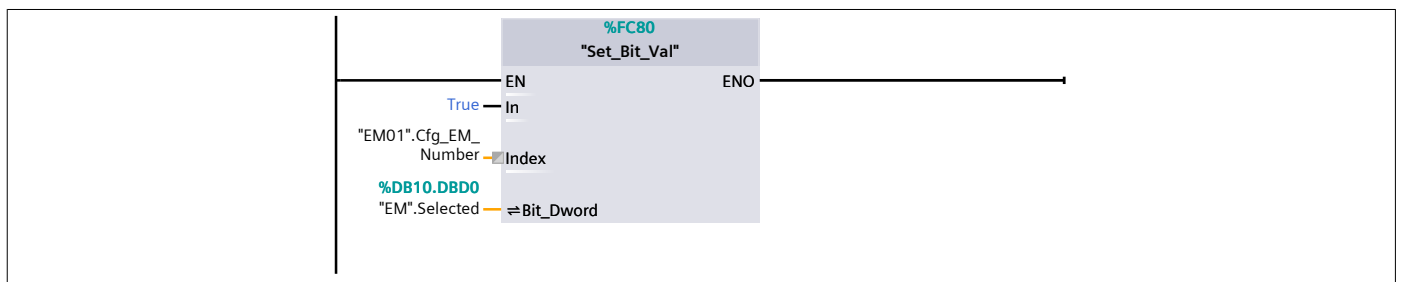 %FC80
"Set_Bit_Val"
EN ENO
True In
"EM01".Cfg_EM_
Number Index
%DB10.DBD0
"EM".Selected ⇌Bit_Dword